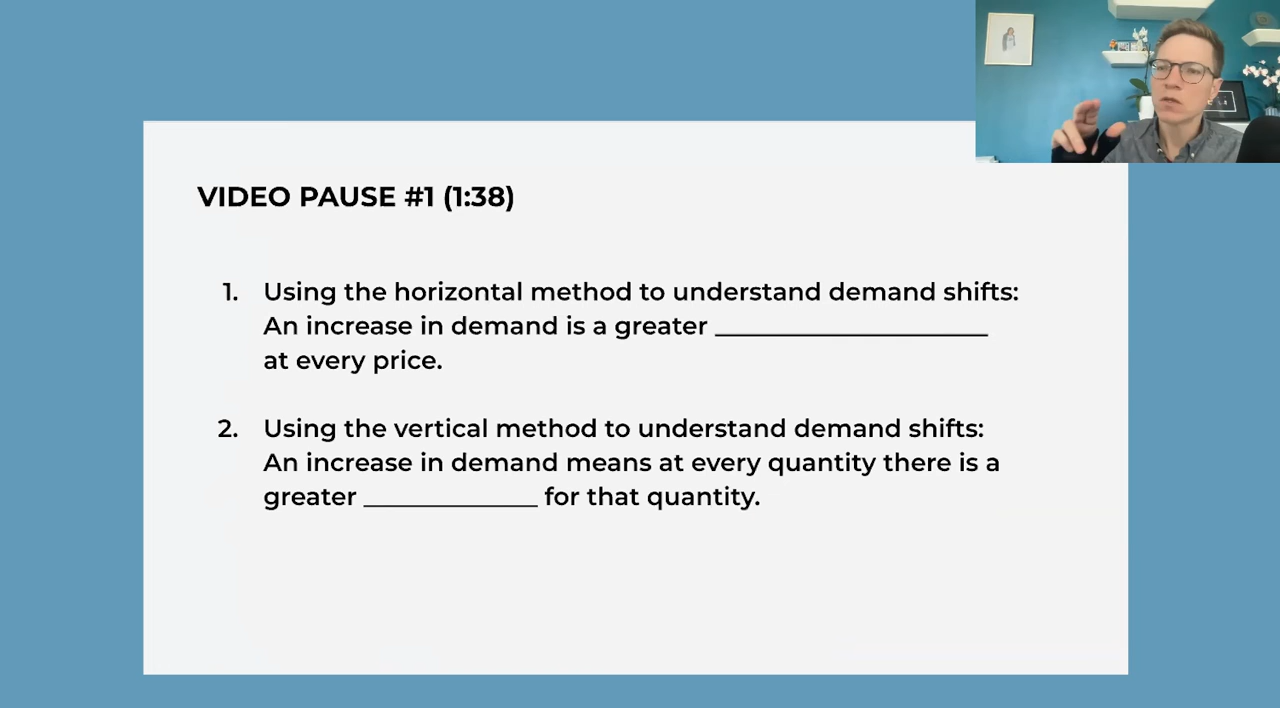 VIDEO PAUSE #1 (1:38)
1. Using the horizontal method to understand demand shifts:
An increase in demand is a greater ____________________
at every price.
2. Using the vertical method to understand demand shifts:
An increase in demand means at every quantity there is a
greater _____________ for that quantity.